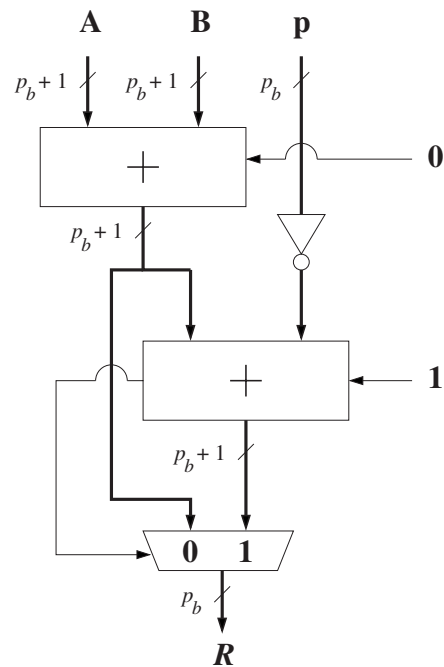 A B p
p_b + 1 p_b + 1 p_b
+ 0
p_b + 1
+ 1
p_b + 1
0 1
p_b
R